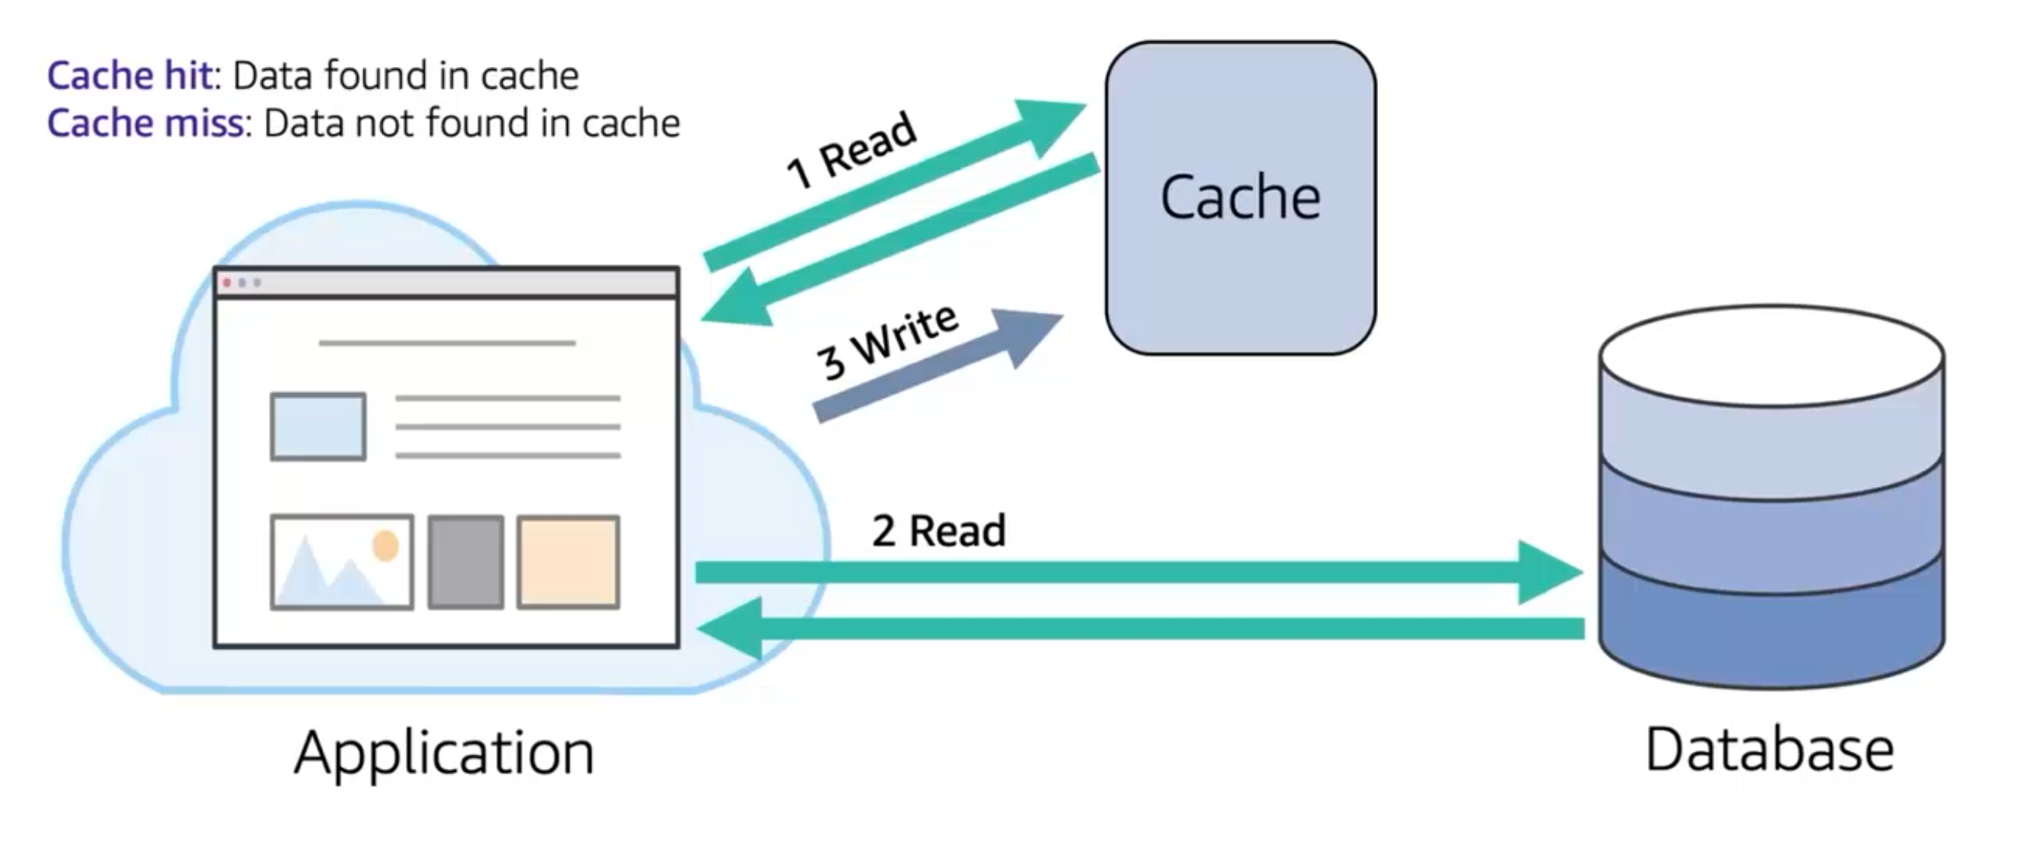 Cache hit: Data found in cache
Cache miss: Data not found in cache
1 Read
Cache
3 Write
2 Read
Application
Database